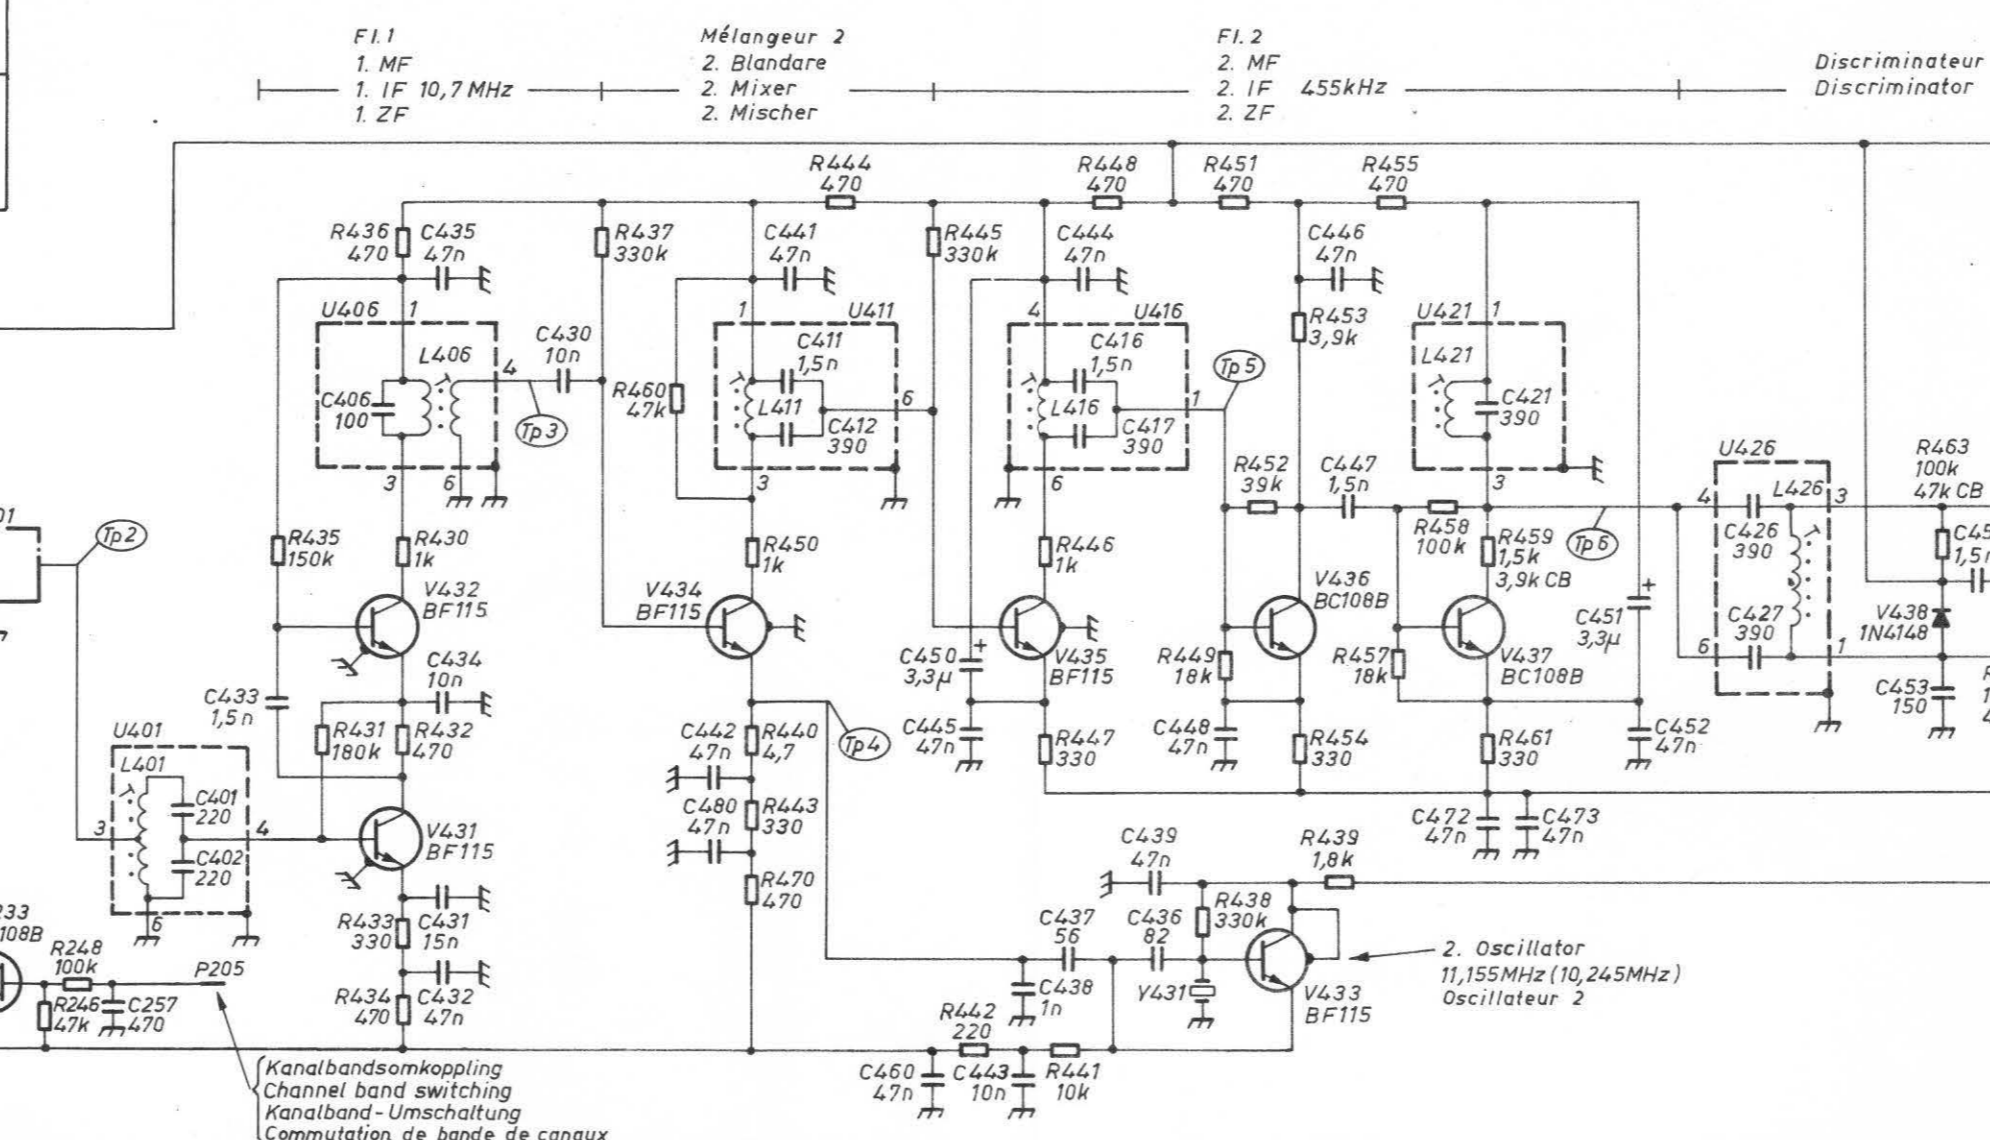 FI.1
1. MF
1. IF 10,7 MHz
1. ZF
Mélangeur 2
2. Blandare
2. Mixer
2. Mischer
FI.2
2. MF
2. IF 455kHz
2. ZF
Discriminateur
Discriminator
R444
470
R448
470
R451
470
R455
470
R436
470
C435
47n
R437
330k
C441
47n
R445
330k
C444
47n
C446
47n
U406
1
C430
10n
1
U411
4
U416
R453
3,9k
U421
1
L406
4
C406
100
3
6
Tp3
R460
47k
C411
1,5n
L411
C412
390
6
3
C416
1,5n
L416
C417
390
1
6
Tp5
L421
C421
390
3
R452
39k
C447
1,5n
U426
R463
100k
47k CB
4
L426
3
01
Tp2
R435
150k
R430
1k
R450
1k
R446
1k
R458
100k
R459
1,5k
3,9k CB
Tp6
C426
390
1,5n
V432
BF115
V434
BF115
V436
BC108B
C451
3,3µ
+
C427
390
V438
1N4148
6
1
C434
10n
C450
3,3µ
+
V435
BF115
R449
18k
R457
18k
V437
BC108B
C433
1,5n
C453
150
U401
R431
180k
R432
470
C442
47n
R440
4,7
Tp4
C445
47n
R447
330
C448
47n
R454
330
R461
330
C452
47n
L401
C401
220
3
4
C402
220
6
V431
BF115
C480
47n
R443
330
C472
47n
C473
47n
C439
47n
R439
1,8k
R470
470
R433
330
C431
15n
C437
56
C436
82
R438
330k
108B
R248
100k
P205
2. Oscillator
11,155MHz (10,245MHz)
Oscillateur 2
R246
47k
C257
470
R434
470
C432
47n
C438
1n
Y431
V433
BF115
R442
220
C460
47n
C443
10n
R441
10k
Kanalbandsomkoppling
Channel band switching
Kanalband-Umschaltung
Commutation de bande de canaux